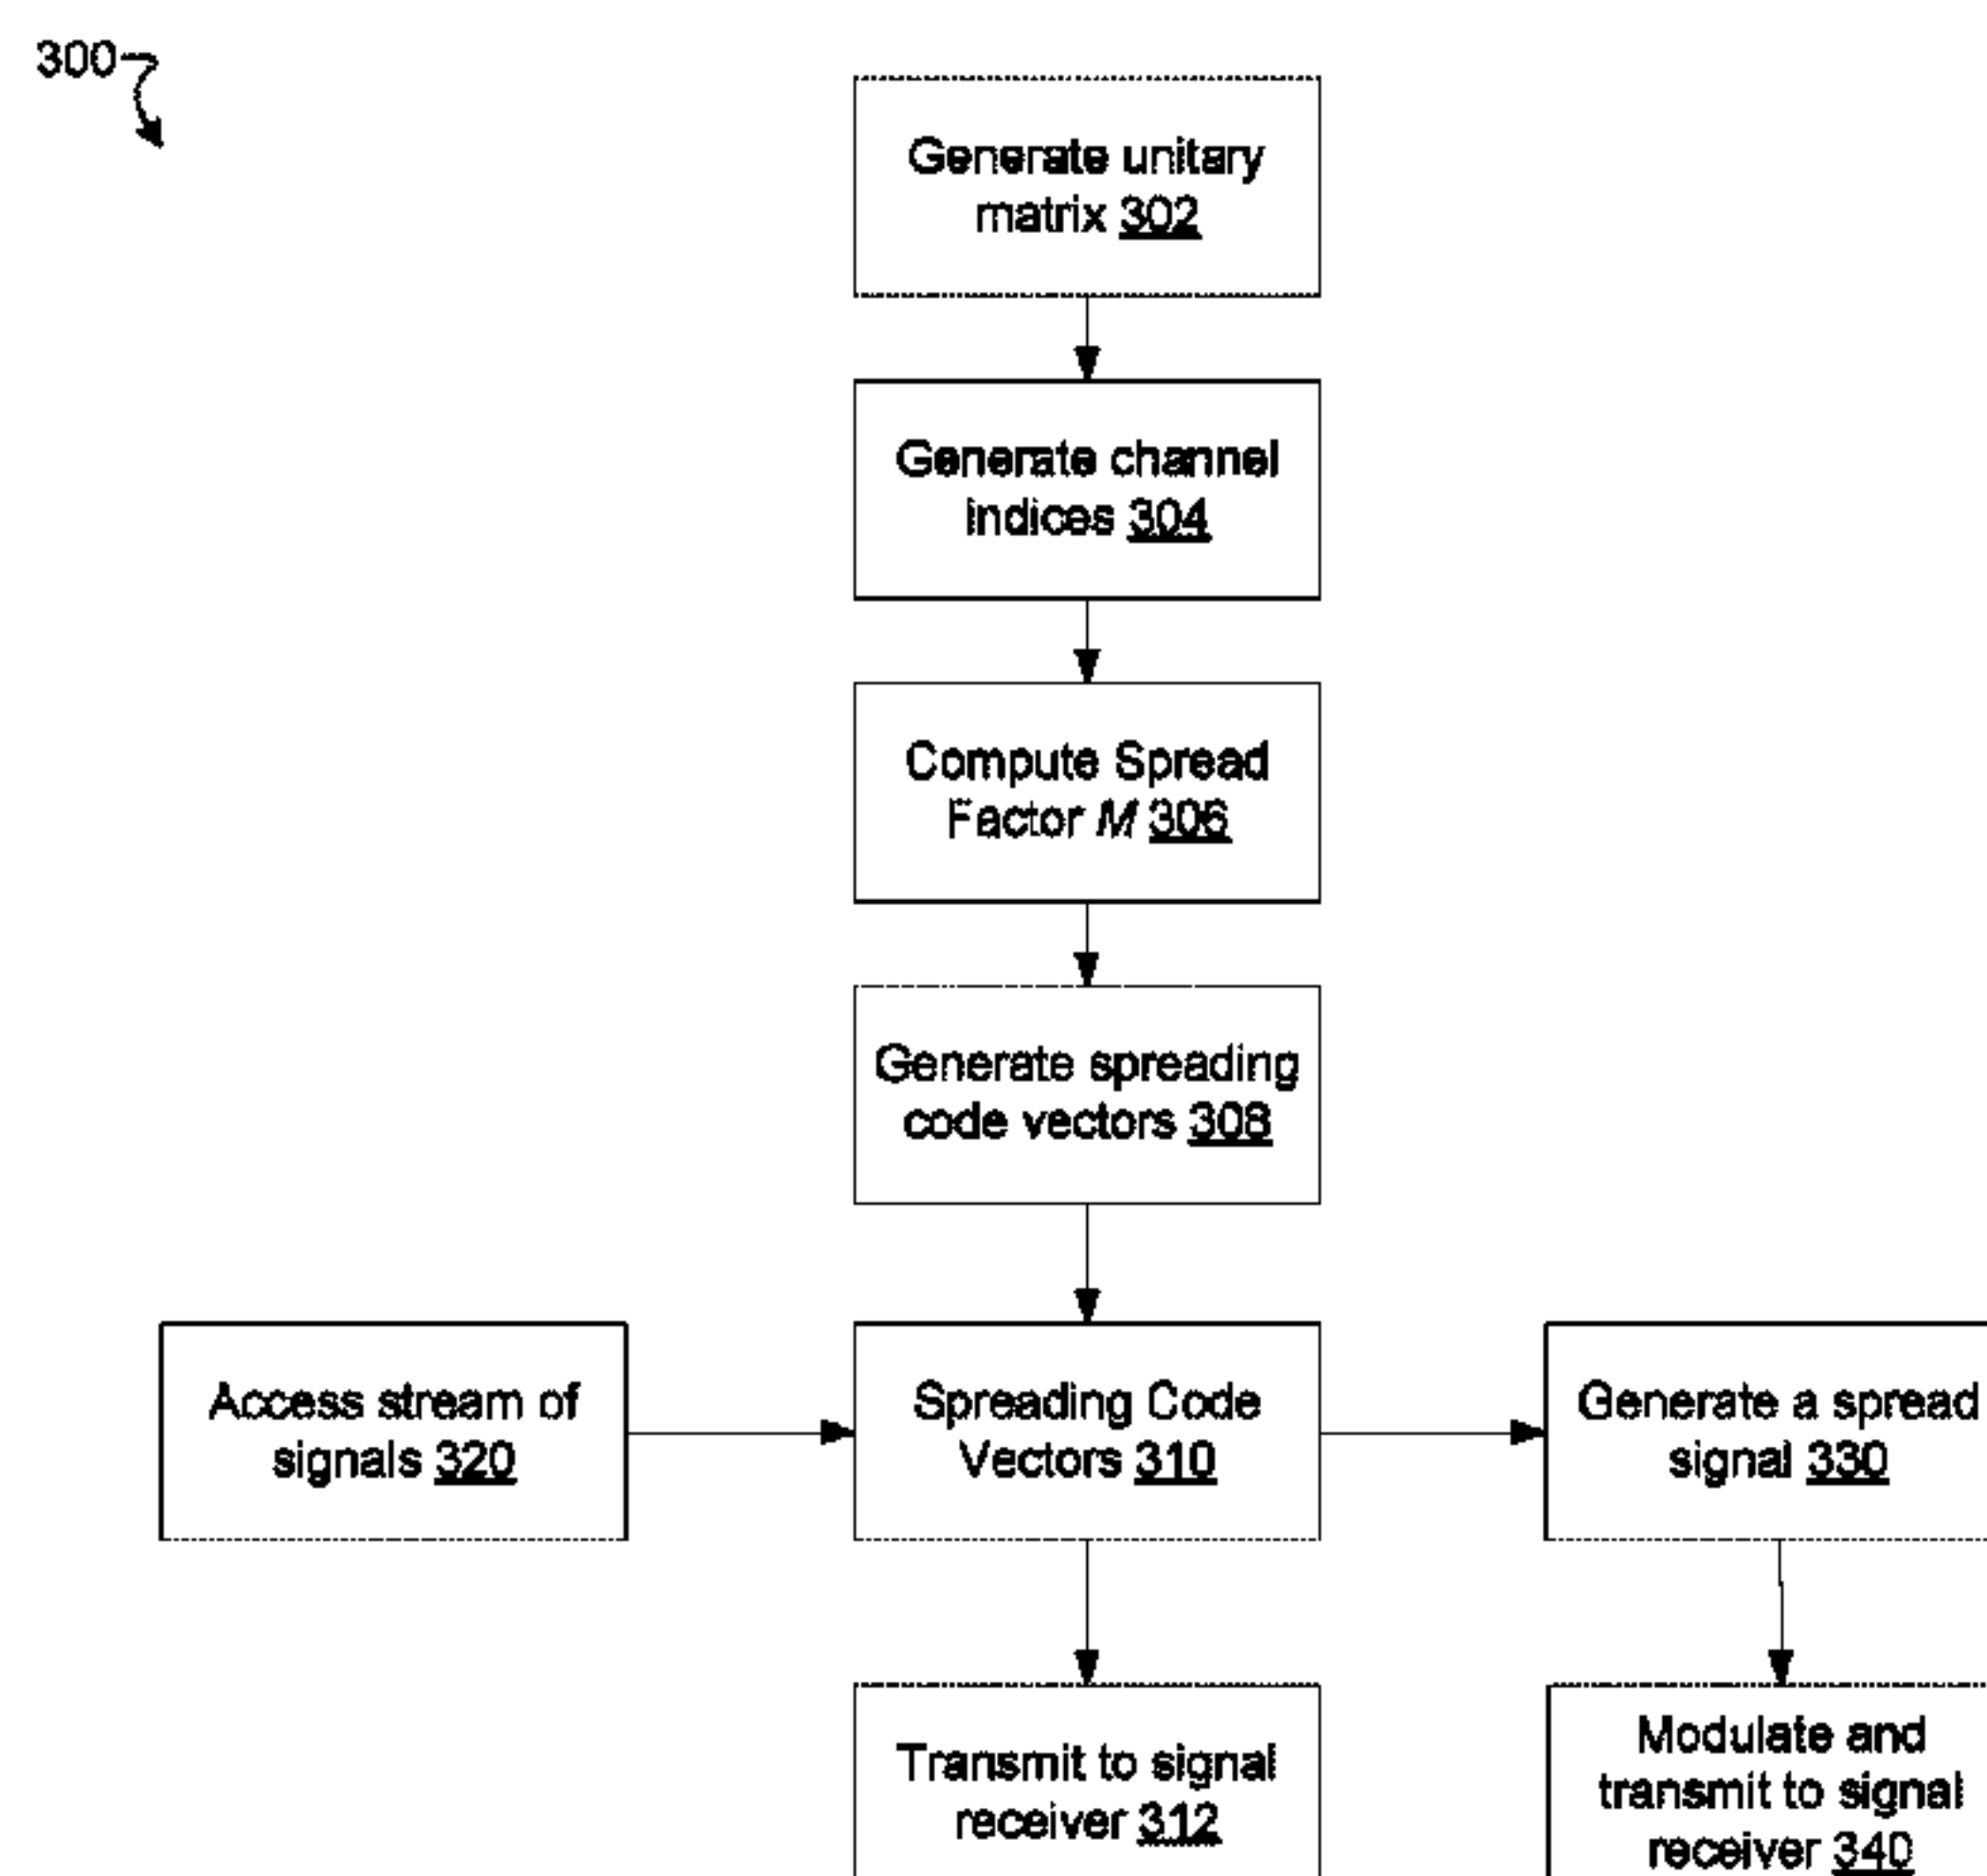 300
Generate unitary
matrix 302
Generate channel
indices 304
Compute Spread
Factor M 306
Generate spreading
code vectors 308
Access stream of
signals 320
Spreading Code
Vectors 310
Generate a spread
signal 330
Transmit to signal
receiver 312
Modulate and
transmit to signal
receiver 340